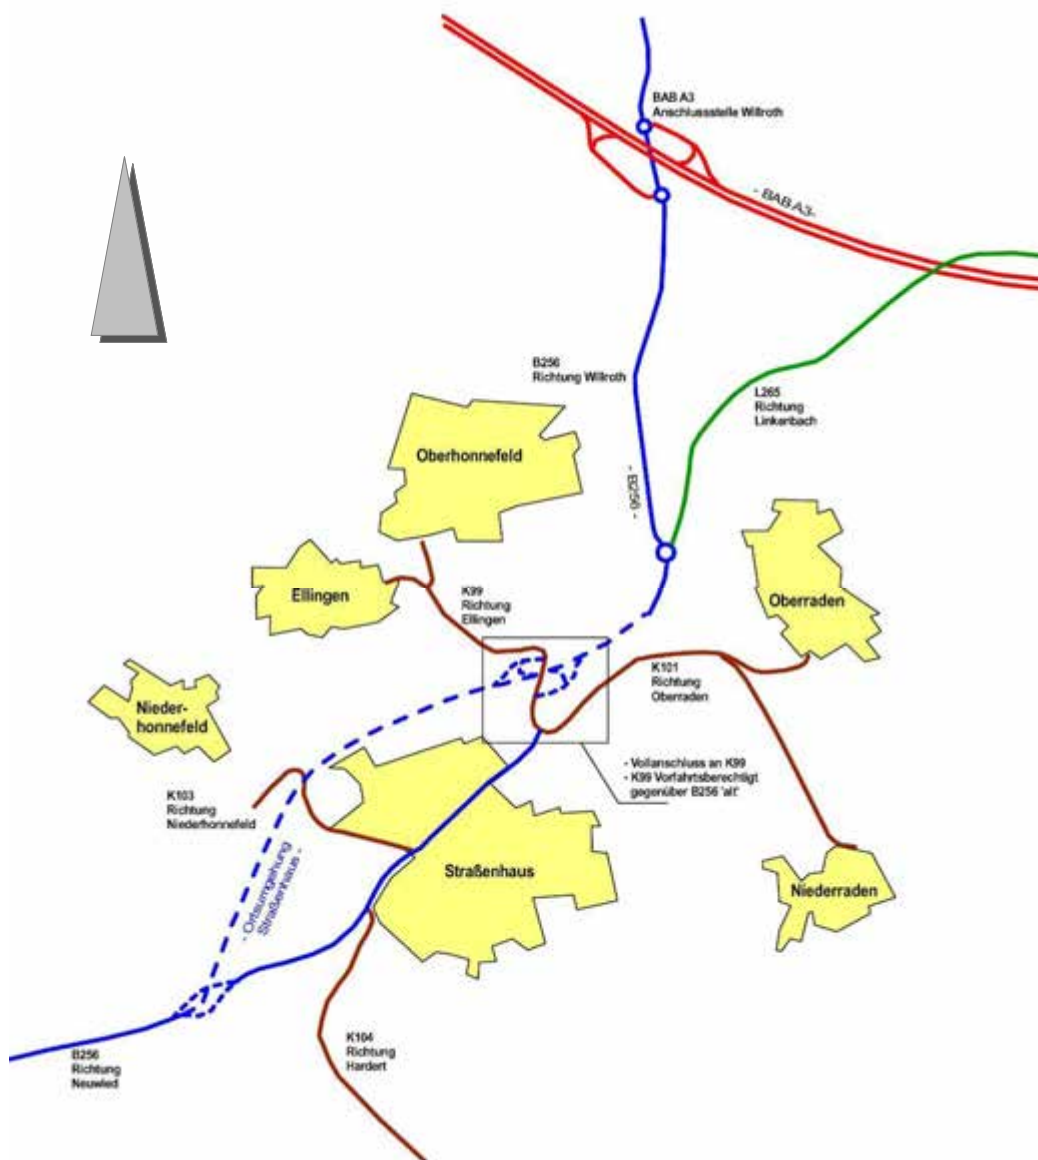 BAB A3
Anschlussstelle Willroth
- BAB A3-
B256
Richtung Willroth
L265
Richtung
Linkenbach
Oberhonnefeld
- B256 -
Ellingen
K99
Richtung
Ellingen
Oberraden
K101
Richtung
Oberraden
Nieder-
honnefeld
- Vollanschluss an K99
- K99 Vorfahrtsberechtigt
gegenüber B256 'alt'
K103
Richtung
Niederhonnefeld
- Ortsumgehung
Straßenhaus -
Straßenhaus
Niederraden
K104
Richtung
Hardert
B256
Richtung
Neuwied